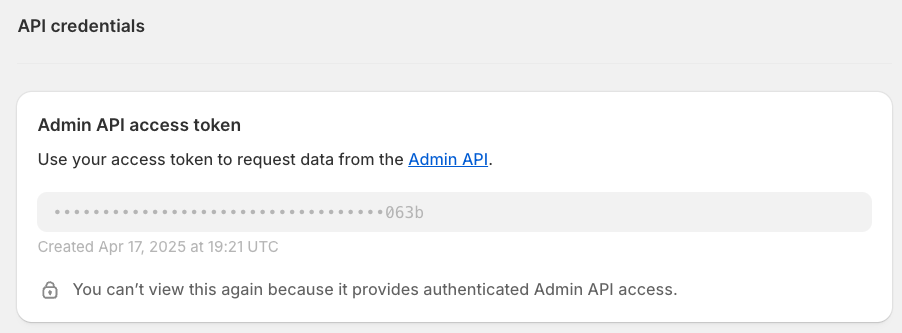 API credentials
Admin API access token
Use your access token to request data from the Admin API.
••••••••••••••••••••••••••••••••••063b
Created Apr 17, 2025 at 19:21 UTC
You can’t view this again because it provides authenticated Admin API access.